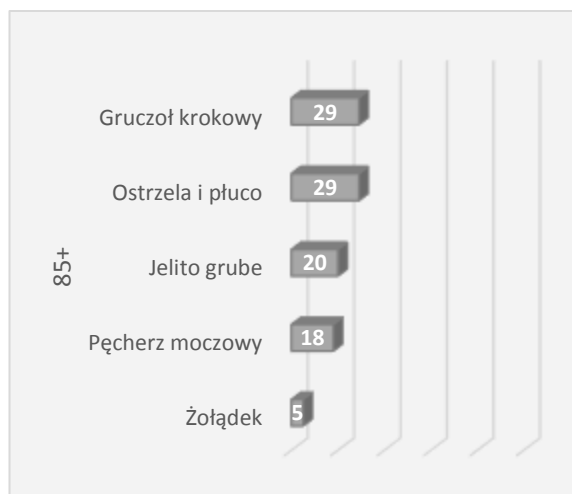 Gruczoł krokowy
29
Ostrzela i płuco
29
85+
Jelito grube
20
Pęcherz moczowy
18
Żołądek
5